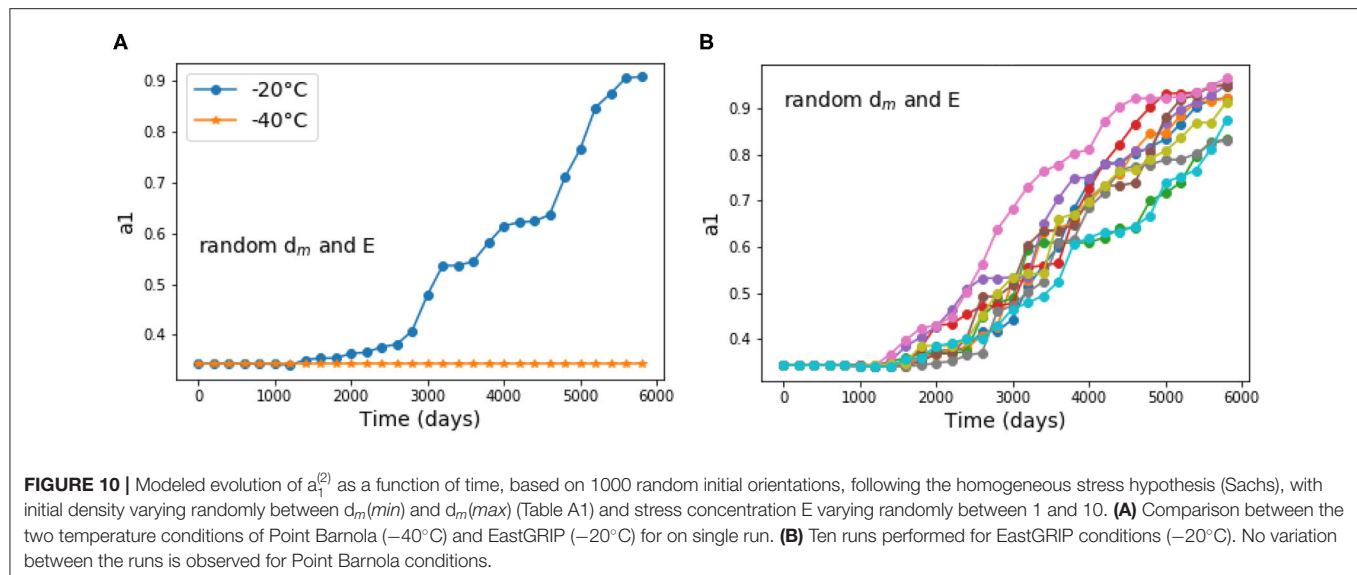 A
0.9
0.8
0.7
0.6
0.5
0.4
a1
-20°C
-40°C
random dm and E
0
1000
2000
3000
4000
5000
6000
Time (days)
B
0.9
0.8
0.7
0.6
0.5
0.4
a1
random dm and E
0
1000
2000
3000
4000
5000
6000
Time (days)
FIGURE 10 | Modeled evolution of a₁⁽²⁾ as a function of time, based on 1000 random initial orientations, following the homogeneous stress hypothesis (Sachs), with
initial density varying randomly between dm(min) and dm(max) (Table A1) and stress concentration E varying randomly between 1 and 10. (A) Comparison between the
two temperature conditions of Point Barnola (−40°C) and EastGRIP (−20°C) for on single run. (B) Ten runs performed for EastGRIP conditions (−20°C). No variation
between the runs is observed for Point Barnola conditions.